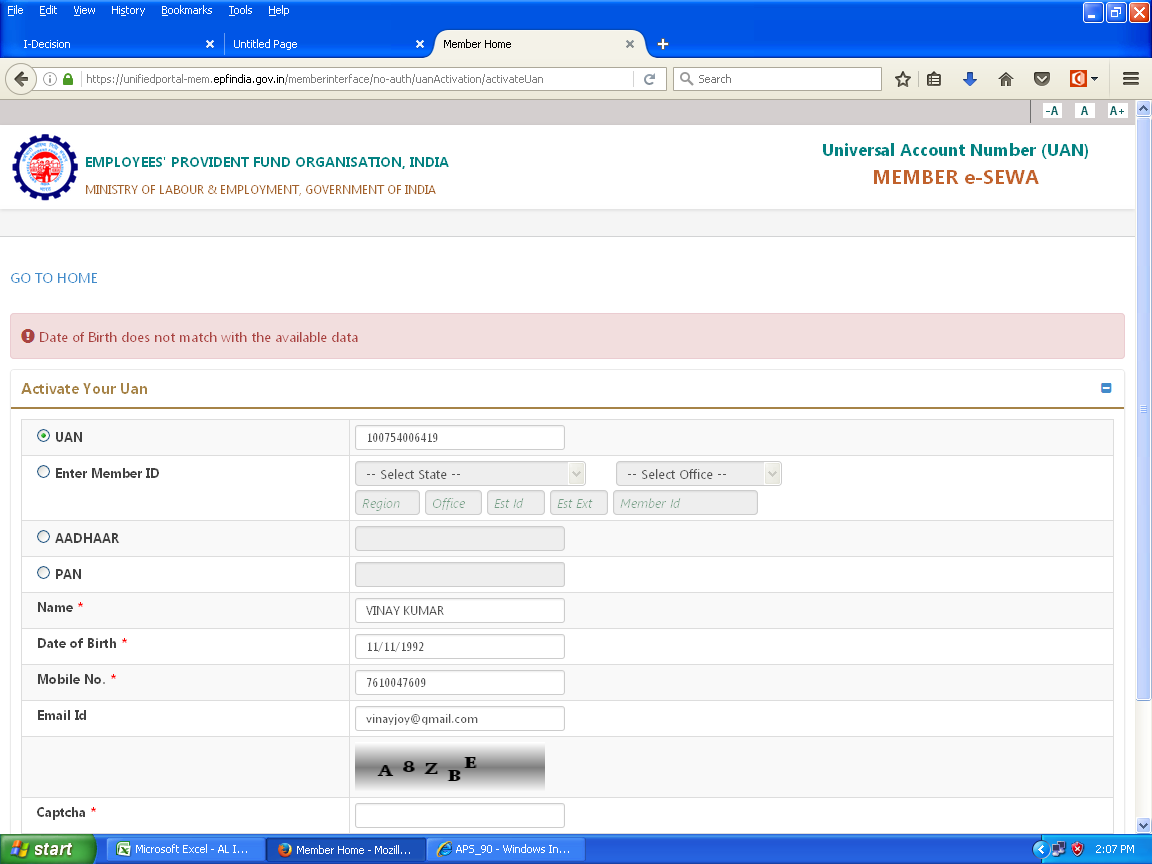 File Edit View History Bookmarks Tools Help
I-Decision Untitled Page Member Home
https://unifiedportal-mem.epfindia.gov.in/memberinterface/no-auth/uanActivation/activateUan Search
-A A A+
EMPLOYEES' PROVIDENT FUND ORGANISATION, INDIA
MINISTRY OF LABOUR & EMPLOYMENT, GOVERNMENT OF INDIA
Universal Account Number (UAN)
MEMBER e-SEWA
GO TO HOME
Date of Birth does not match with the available data
Activate Your Uan
UAN 100754006419
Enter Member ID -- Select State -- -- Select Office --
Region Office Est Id Est Ext Member Id
AADHAAR
PAN
Name * VINAY KUMAR
Date of Birth * 11/11/1992
Mobile No. * 7610047609
Email Id vinayjoy@gmail.com
A 8 Z B E
Captcha *
start Microsoft Excel - AL I... Member Home - Mozill... APS_90 - Windows In... 2:07 PM